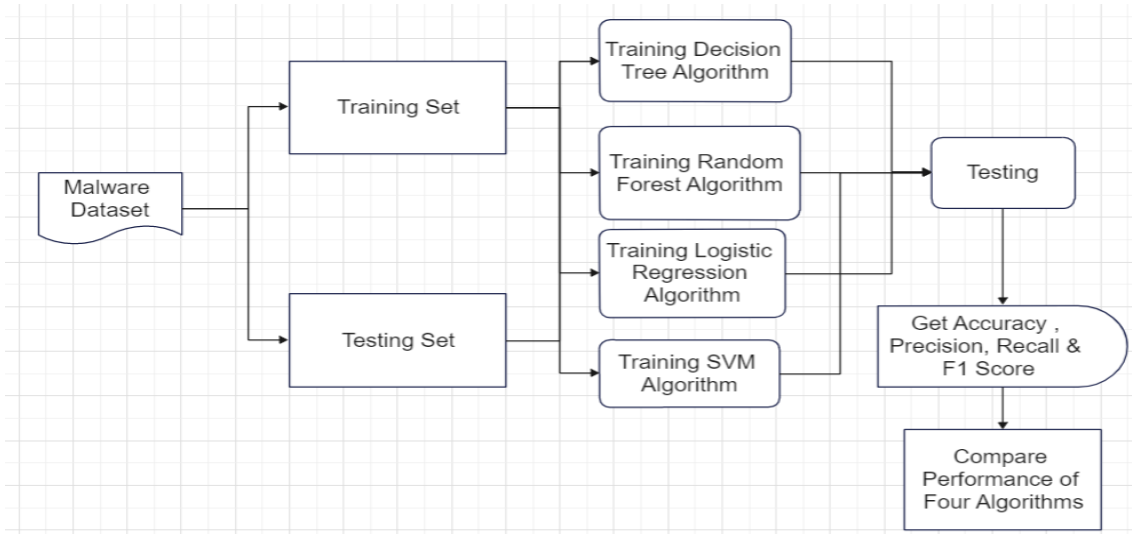 Malware
Dataset
Training Set
Testing Set
Training Decision
Tree Algorithm
Training Random
Forest Algorithm
Training Logistic
Regression
Algorithm
Training SVM
Algorithm
Testing
Get Accuracy ,
Precision, Recall &
F1 Score
Compare
Performance of
Four Algorithms